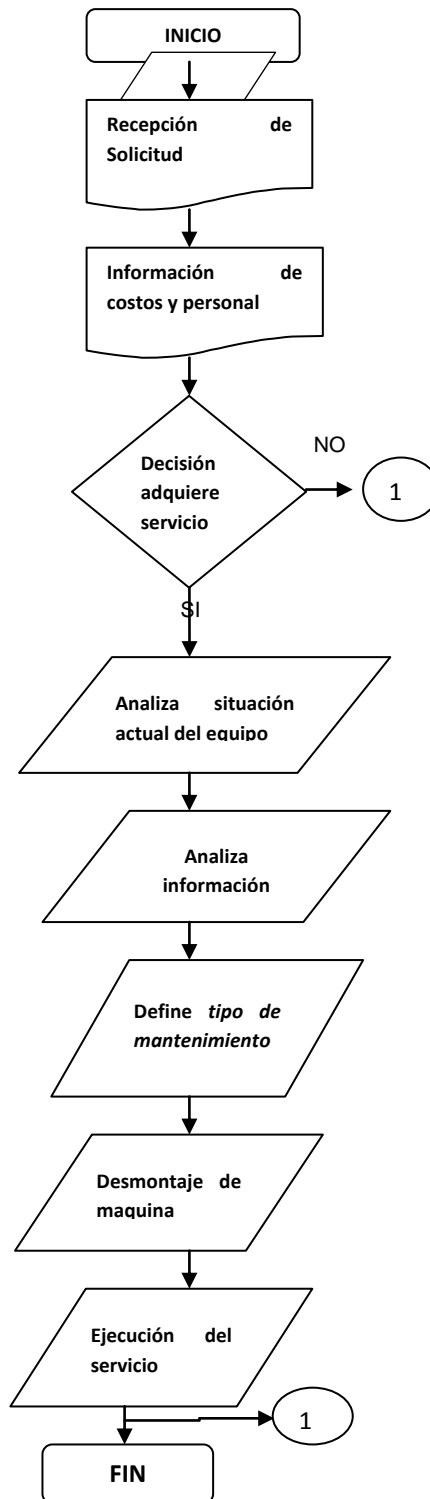 INICIO
Recepción de
Solicitud
Información de
costos y personal
NO
Decisión
adquiere
servicio
1
SI
Analiza situación
actual del equipo
Analiza
información
Define tipo de
mantenimiento
Desmontaje de
maquina
Ejecución del
servicio
1
FIN